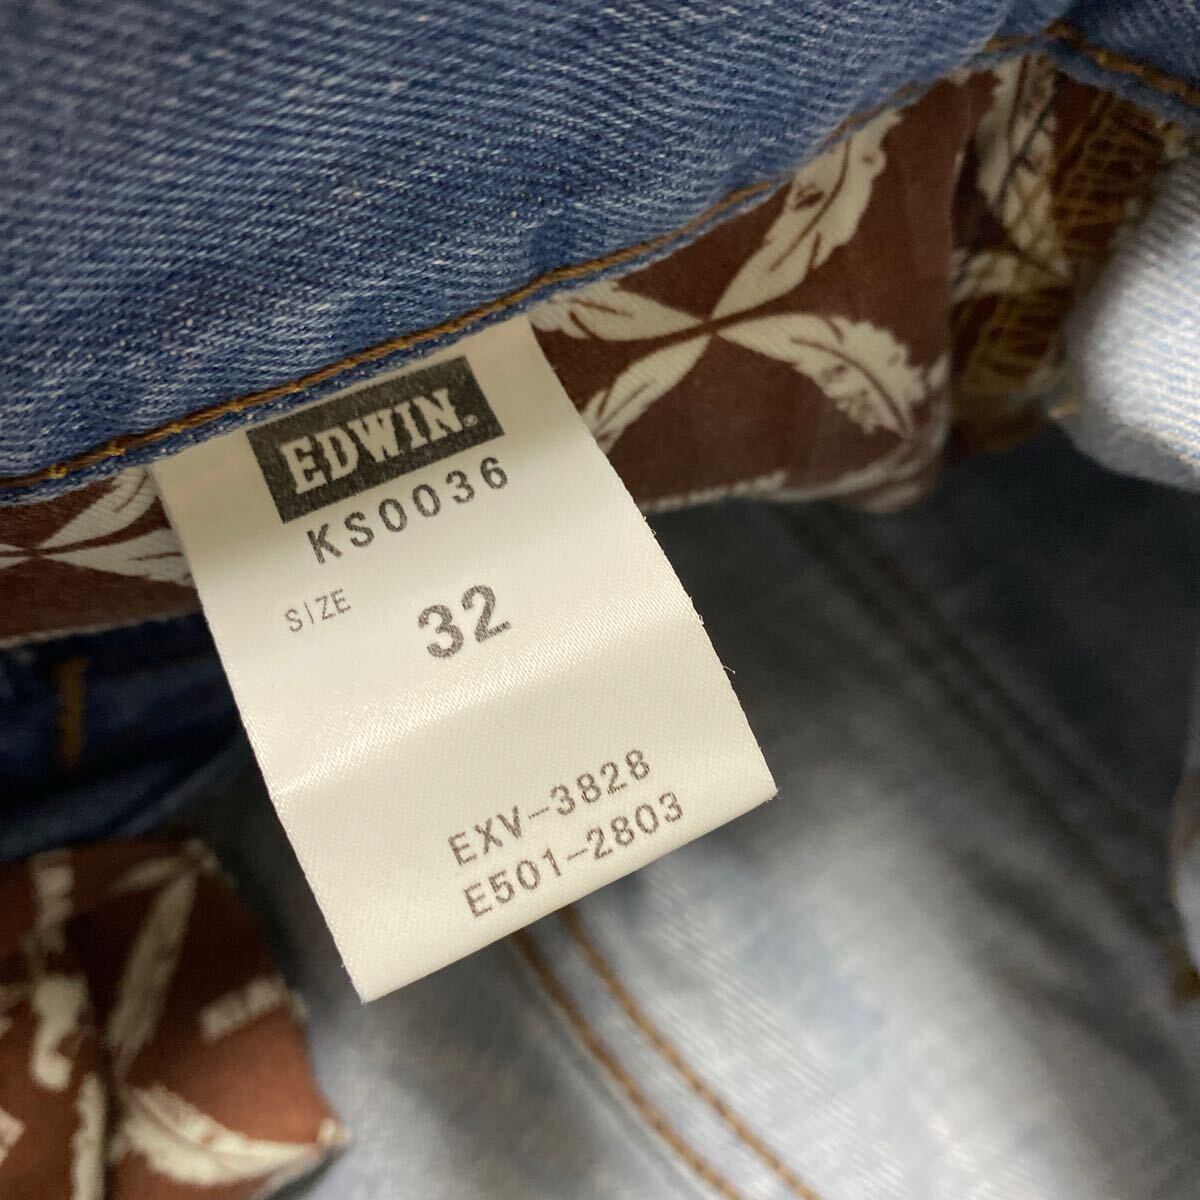 EDWIN®
KS0036
SIZE 32
EXV-3828
E501-2803